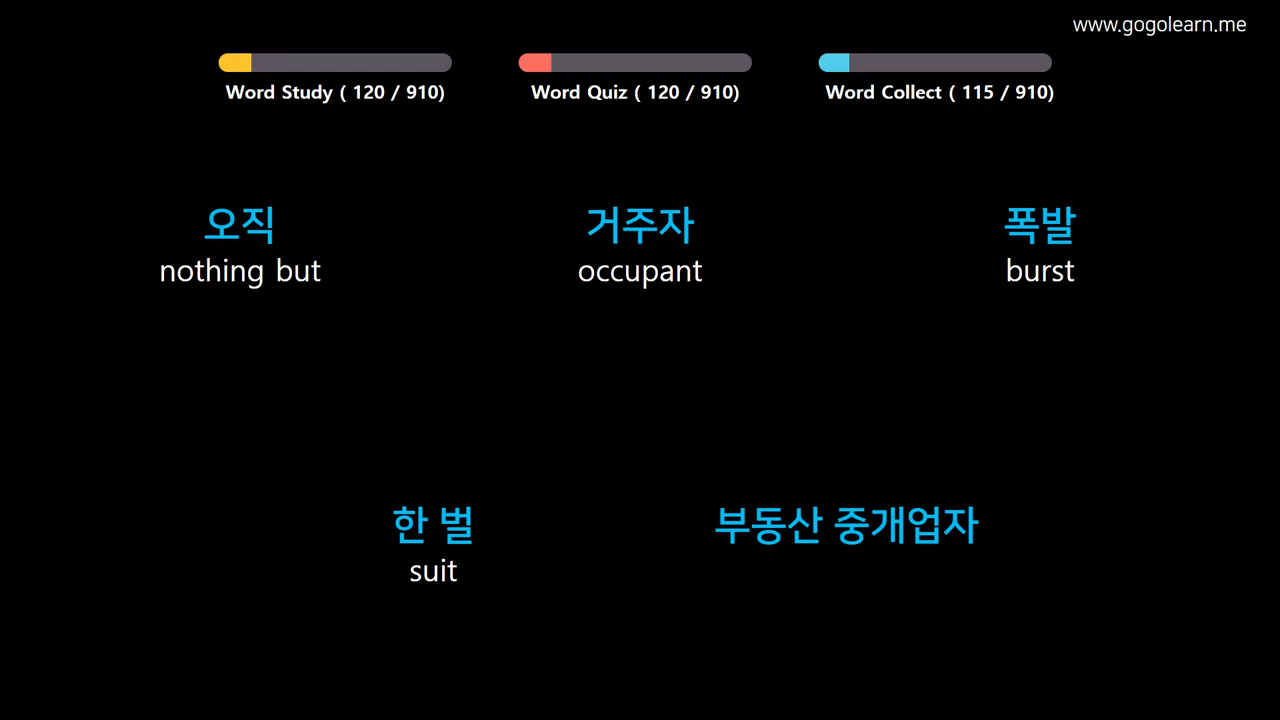 www.gogolearn.me
Word Study ( 120 / 910)
Word Quiz ( 120 / 910)
Word Collect ( 115 / 910)
오직
nothing but
거주자
occupant
폭발
burst
한 벌
suit
부동산 중개업자